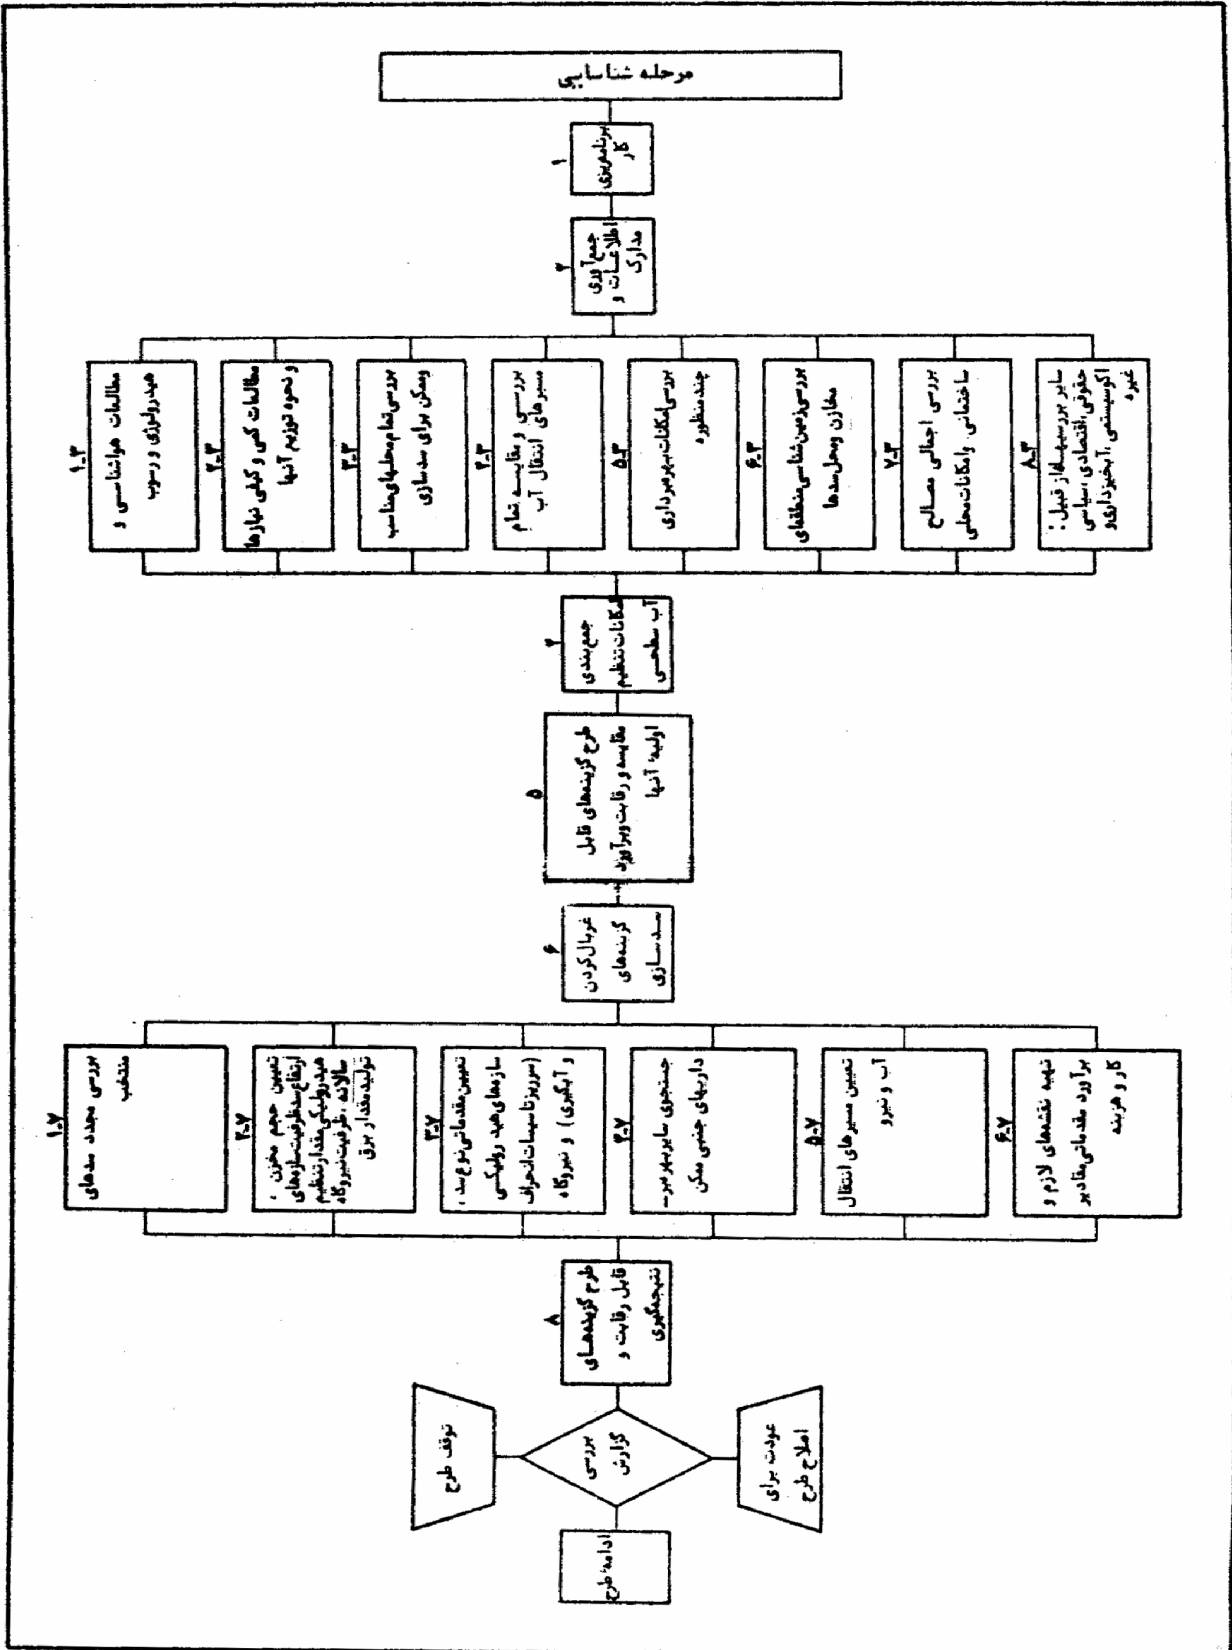 مرحله شناسایی
۱
برنامه‌ریزی
کار
۲
جمع‌آوری
اطلاعات و
مدارک
۳-۱
مطالعات هواشناسی و
هیدرولوژی و رسوب
۳-۲
مطالعات کمی و کیفی نیازها
و نحوه توزیع آنها
۳-۳
بررسی تمام محلهای مناسب
وممکن برای سدسازی
۳-۴
بررسی و مقایسه تمام
مسیرهای انتقال آب
۳-۵
بررسی امکانات بهره‌برداری
چندمنظوره
۳-۶
بررسی زمین‌شناسی منطقه‌ای
مخازن ومحل سدها
۳-۷
بررسی اجمالی مصالح
ساختمانی وامکانات محلی
۳-۸
سایر بررسیها، از قبیل:
حقوقی، اقتصادی، سیاسی
اکوسیستمی، آبخیزداری و
غیره
۴
جمع‌بندی
امکانات تنظیم
آب سطحی
۵
طرح گزینه‌های قابل
مقایسه و رقابت وبرآورد
اولیه آنها
۶
غربال کردن
گزینه‌های
سدسازی
۷-۱
بررسی مجدد سدهای
منتخب
۷-۲
تعیین حجم مخزن،
ارتفاع سد ظرفیت سازه‌های
هیدرولیکی مقدار تنظیم
سالانه، ظرفیت نیروگاه
تولید مقدار برق
۷-۳
تعیین مقدماتی نوع سد،
سازه‌های هیدرولیکی
(سرریز تاسیسات انحراف
و آبگیری) و نیروگاه
۷-۴
جستجوی سایر بهره‌بر-
داریهای جنبی ممکن
۷-۵
تعیین مسیرهای انتقال
آب و نیرو
۷-۶
تهیه نقشه‌های لازم و
برآورد مقدماتی مقادیر
کار و هزینه
۸
طرح گزینه‌های
قابل رقابت و
نتیجه‌گیری
توقف طرح
بررسی
گزارش
عودت برای
اصلاح طرح
ادامه طرح